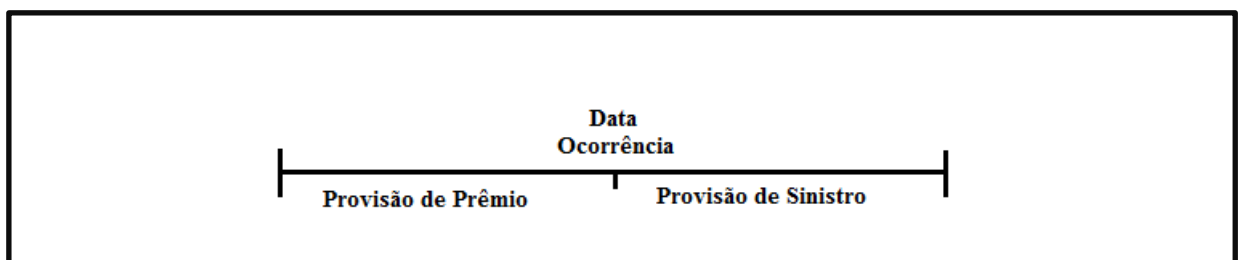 Data
Ocorrência
Provisão de Prêmio
Provisão de Sinistro